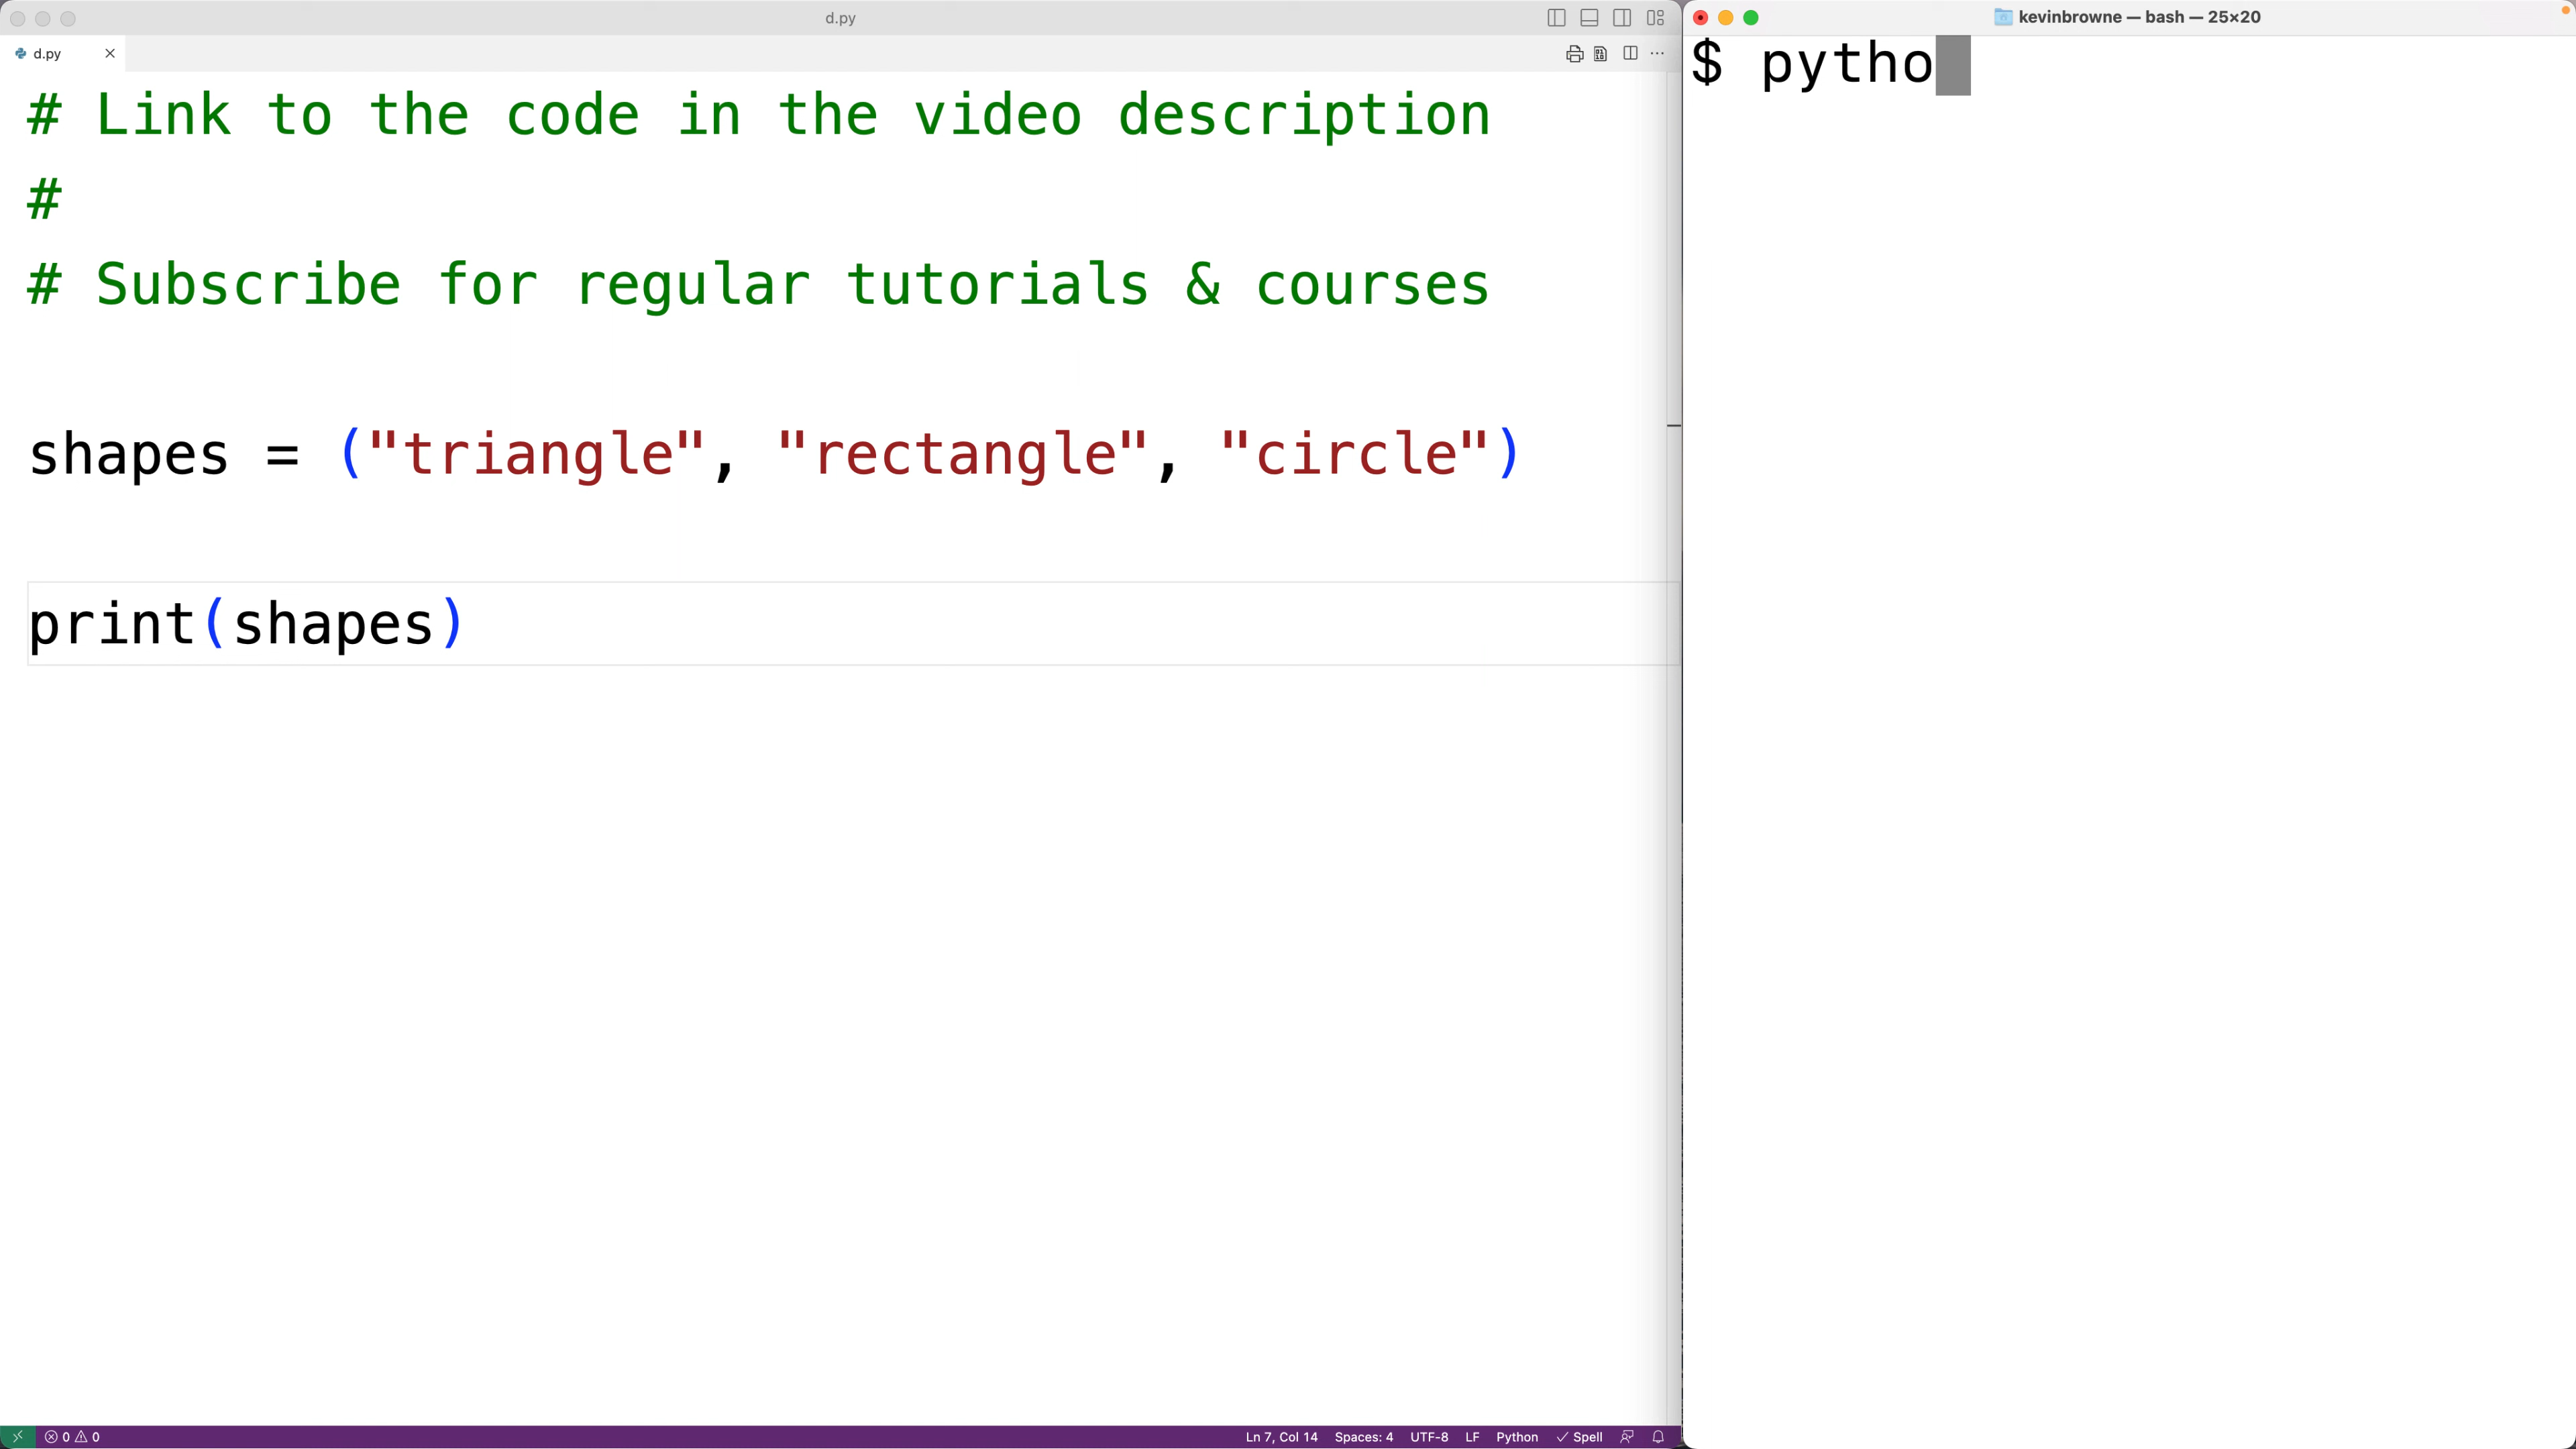 d.py
d.py
# Link to the code in the video description
#
# Subscribe for regular tutorials & courses
shapes = ("triangle", "rectangle", "circle")
print(shapes)
0 0
Ln 7, Col 14 Spaces: 4 UTF-8 LF Python Spell
kevinbrowne — bash — 25×20
$ pytho